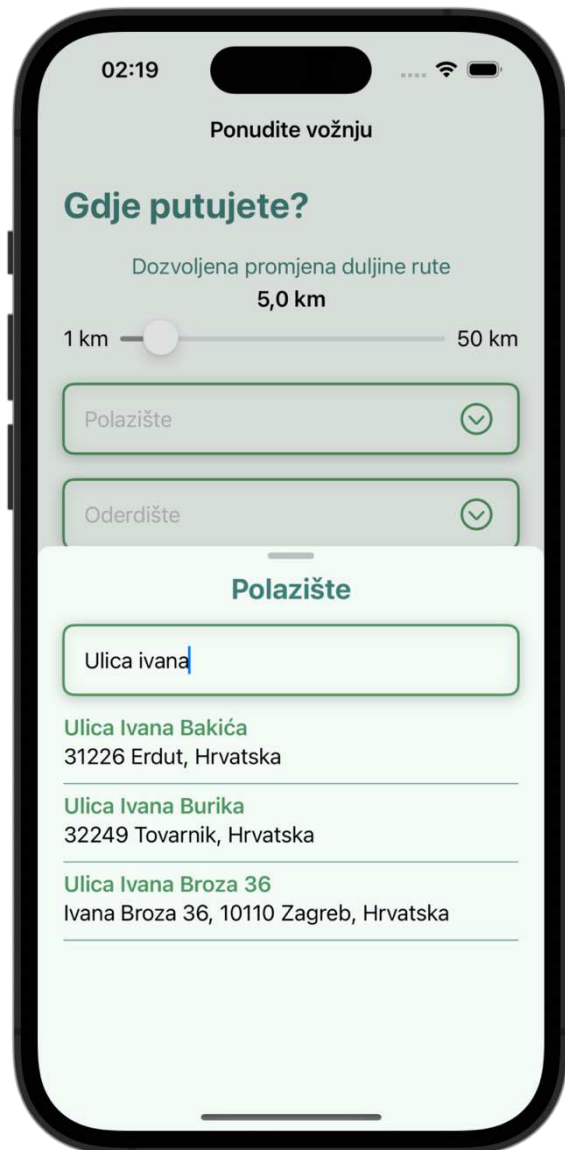 02:19
Ponudite vožnju
Gdje putujete?
Dozvoljena promjena duljine rute
5,0 km
1 km 50 km
Polazište
Oderdište
Polazište
Ulica ivana
Ulica Ivana Bakića
31226 Erdut, Hrvatska
Ulica Ivana Burika
32249 Tovarnik, Hrvatska
Ulica Ivana Broza 36
Ivana Broza 36, 10110 Zagreb, Hrvatska